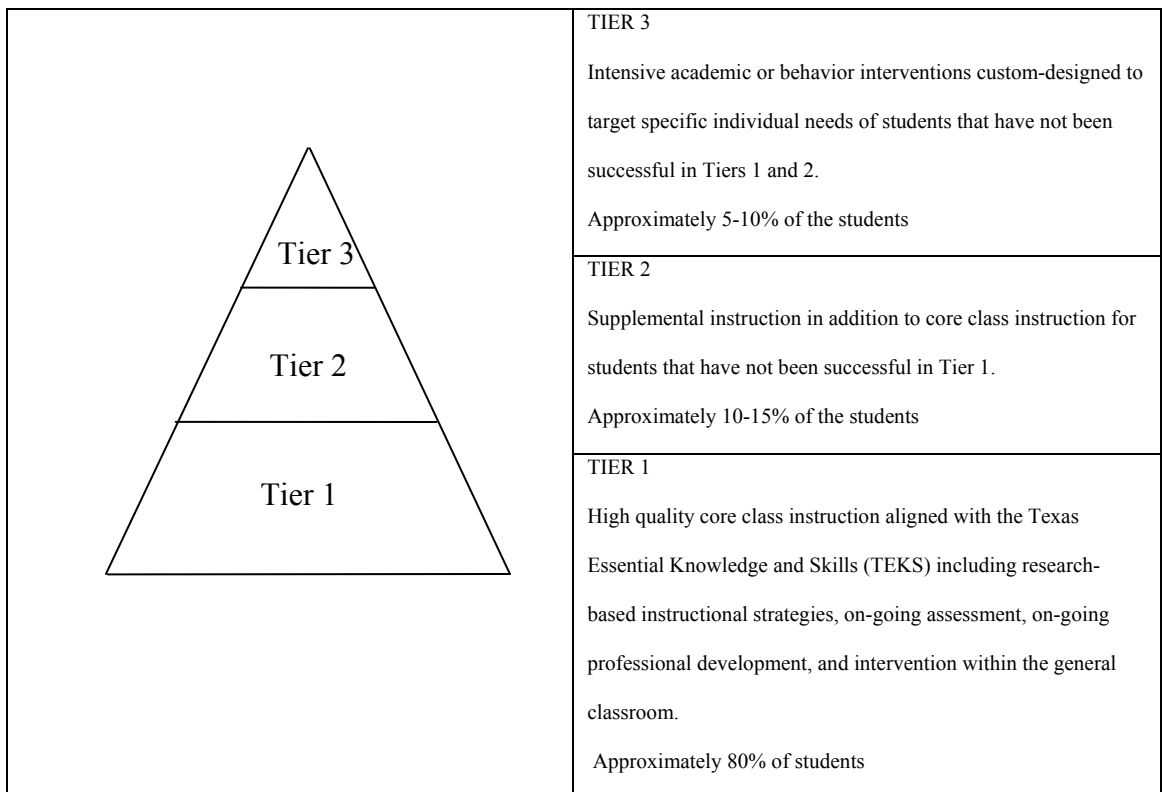 Tier 3
Tier 2
Tier 1
TIER 3
Intensive academic or behavior interventions custom-designed to
target specific individual needs of students that have not been
successful in Tiers 1 and 2.
Approximately 5-10% of the students
TIER 2
Supplemental instruction in addition to core class instruction for
students that have not been successful in Tier 1.
Approximately 10-15% of the students
TIER 1
High quality core class instruction aligned with the Texas
Essential Knowledge and Skills (TEKS) including research-
based instructional strategies, on-going assessment, on-going
professional development, and intervention within the general
classroom.
Approximately 80% of students